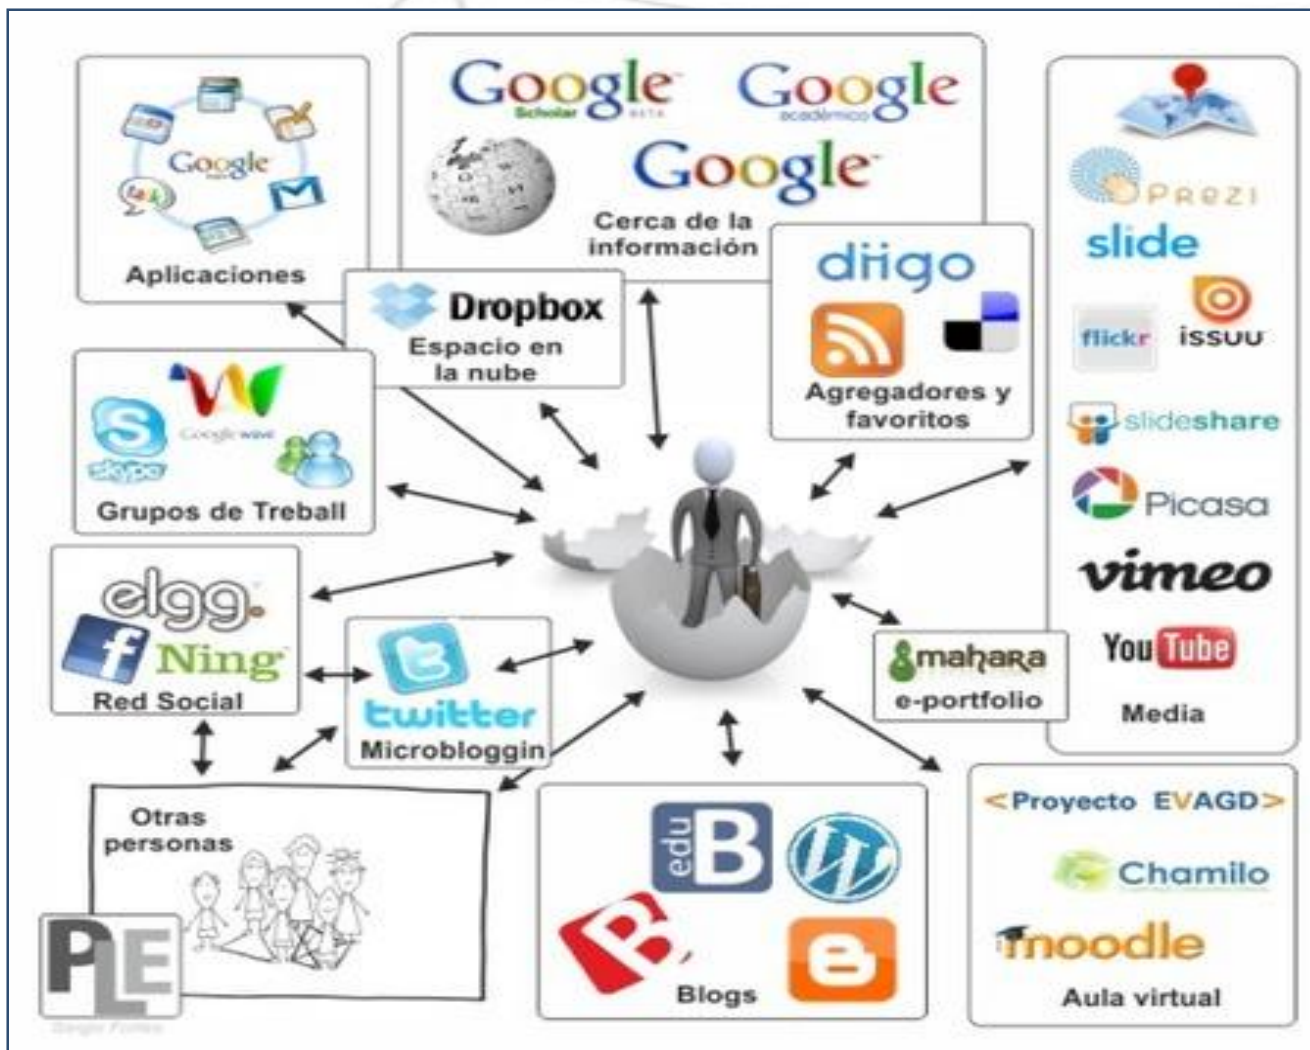 Google
Scholar BETA
Google
académico
Google
Cerca de la
información
Google
talk
Aplicaciones
Dropbox
Espacio en
la nube
diigo
Agregadores y
favoritos
PREZI
slide
flickr
issuu
slideshare
Picasa
vimeo
YouTube
Media
skype
Google wave
Grupos de Treball
elgg.
f Ning
Red Social
t
twitter
Microbloggin
mahara
e-portfolio
Otras
personas
PLE
edu B
W
B
B
Blogs
<Proyecto EVAGD>
Chamilo
moodle
Aula virtual